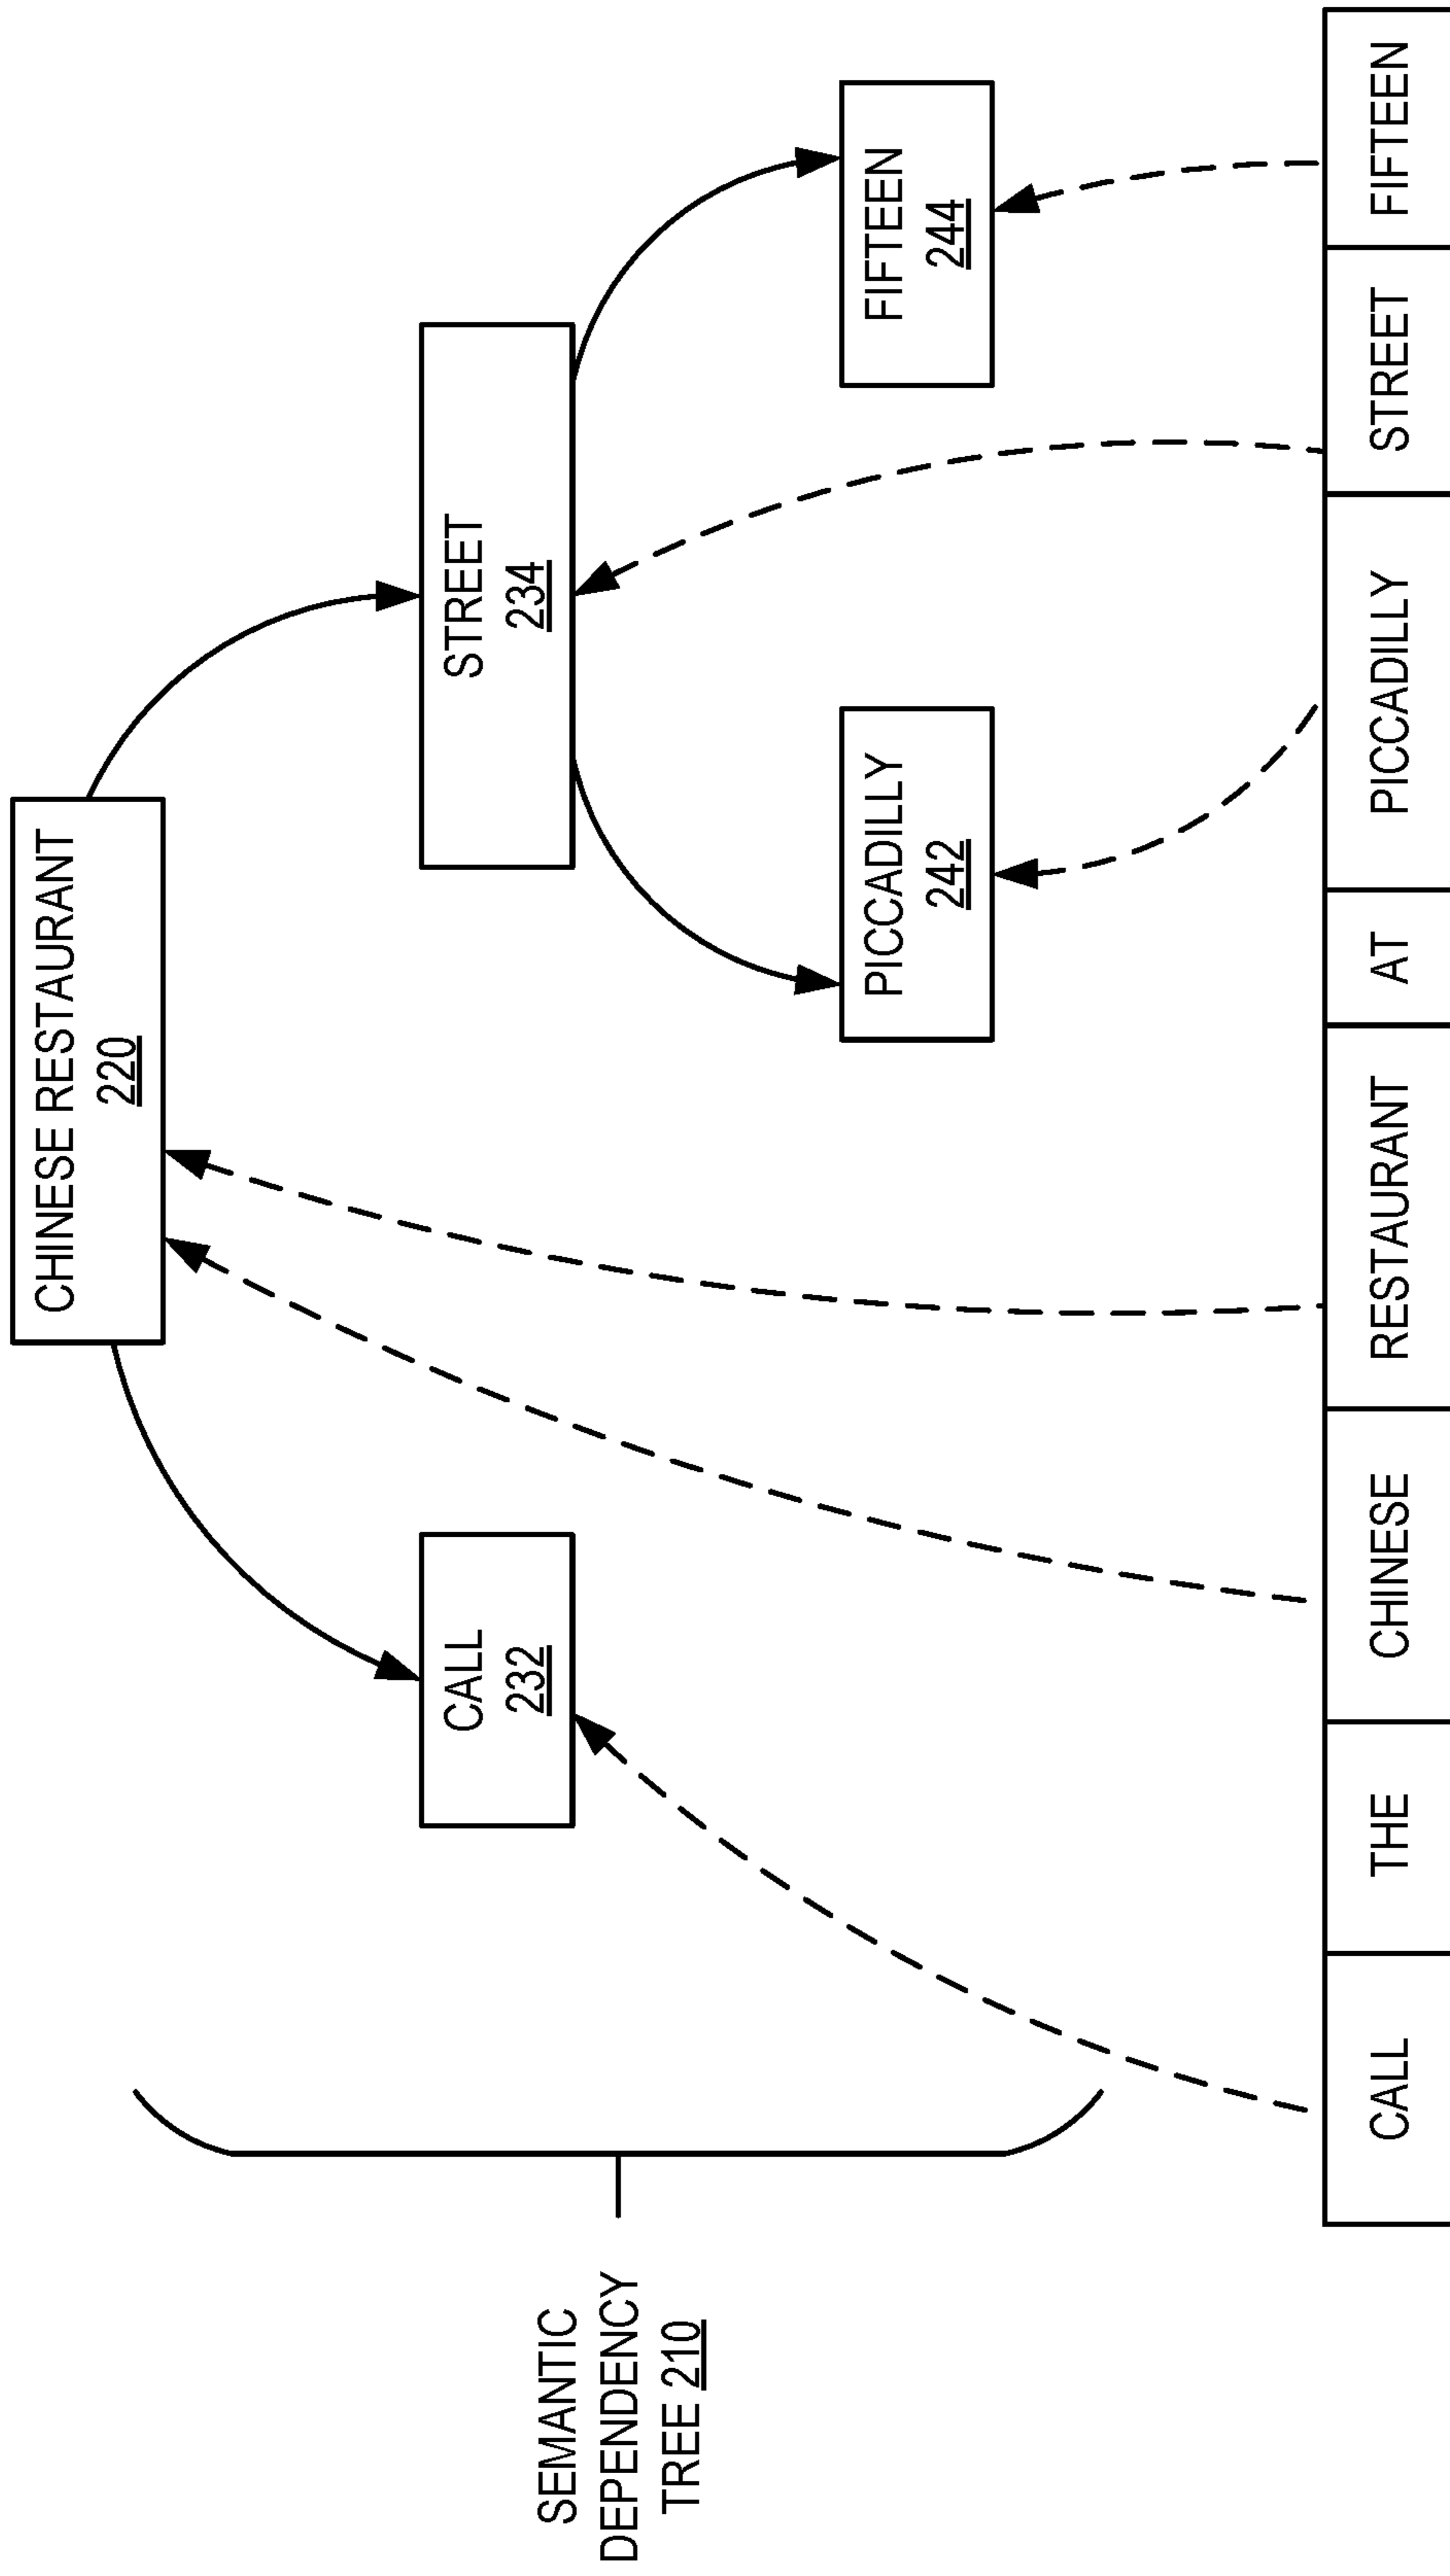 CHINESE RESTAURANT
220
CALL
232
STREET
234
SEMANTIC
DEPENDENCY
TREE 210
PICCADILLY
242
FIFTEEN
244
CALL THE CHINESE RESTAURANT AT PICCADILLY STREET FIFTEEN